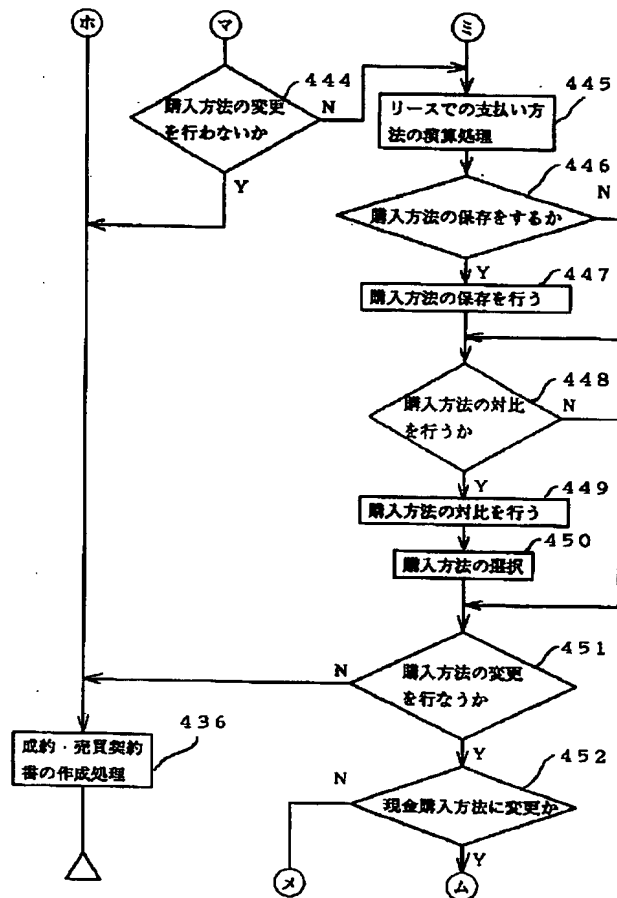 ホ
マ
ミ
444
購入方法の変更
を行わないか
N
Y
445
リースでの支払い方
法の演算処理
446
購入方法の保存をするか
N
Y
447
購入方法の保存を行う
448
購入方法の対比
を行うか
N
Y
449
購入方法の対比を行う
450
購入方法の選択
451
購入方法の変更
を行なうか
N
Y
436
成約・売買契約
書の作成処理
452
現金購入方法に変更か
N
Y
メ
ム